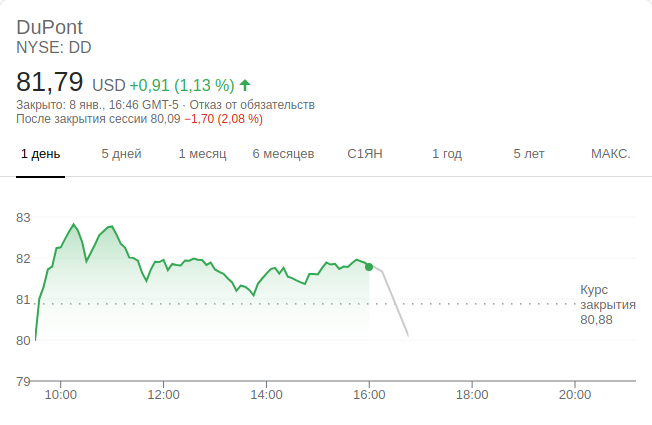 DuPont
NYSE: DD
81,79 USD +0,91 (1,13 %)
Закрыто: 8 янв., 16:46 GMT-5 · Отказ от обязательств
После закрытия сессии 80,09 −1,70 (2,08 %)
1 день 5 дней 1 месяц 6 месяцев С1ЯН 1 год 5 лет МАКС.
83
82
81
80
79
Курс
закрытия
80,88
10:00 12:00 14:00 16:00 18:00 20:00